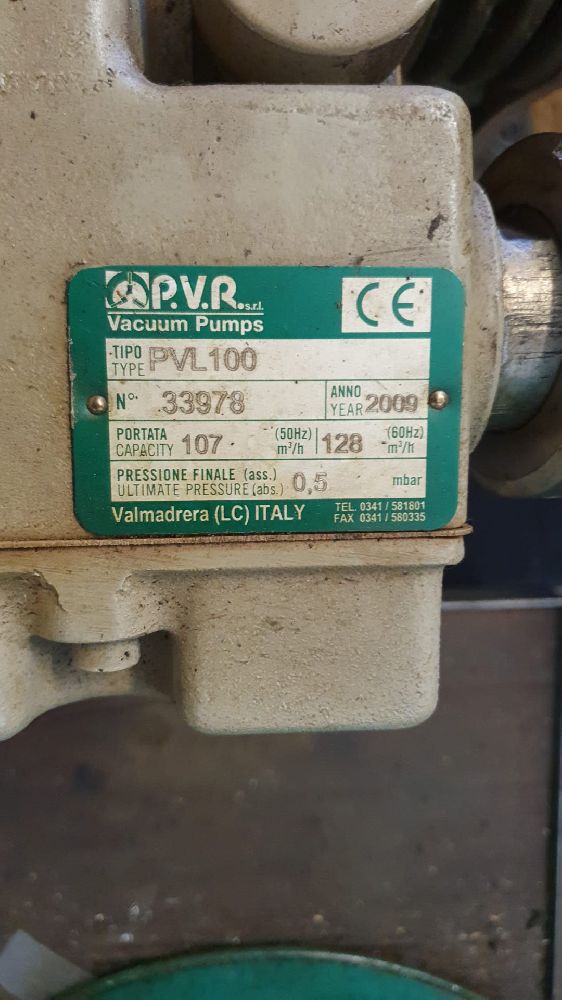 P.V.R. s.r.l.
Vacuum Pumps
CE
TIPO
TYPE PVL100
N°. 33978
ANNO
YEAR 2009
PORTATA
CAPACITY 107 (50Hz) m³/h 128 (60Hz) m³/h
PRESSIONE FINALE (ass.)
ULTIMATE PRESSURE (abs.) 0,5 mbar
Valmadrera (LC) ITALY
TEL. 0341 / 581801
FAX 0341 / 580335